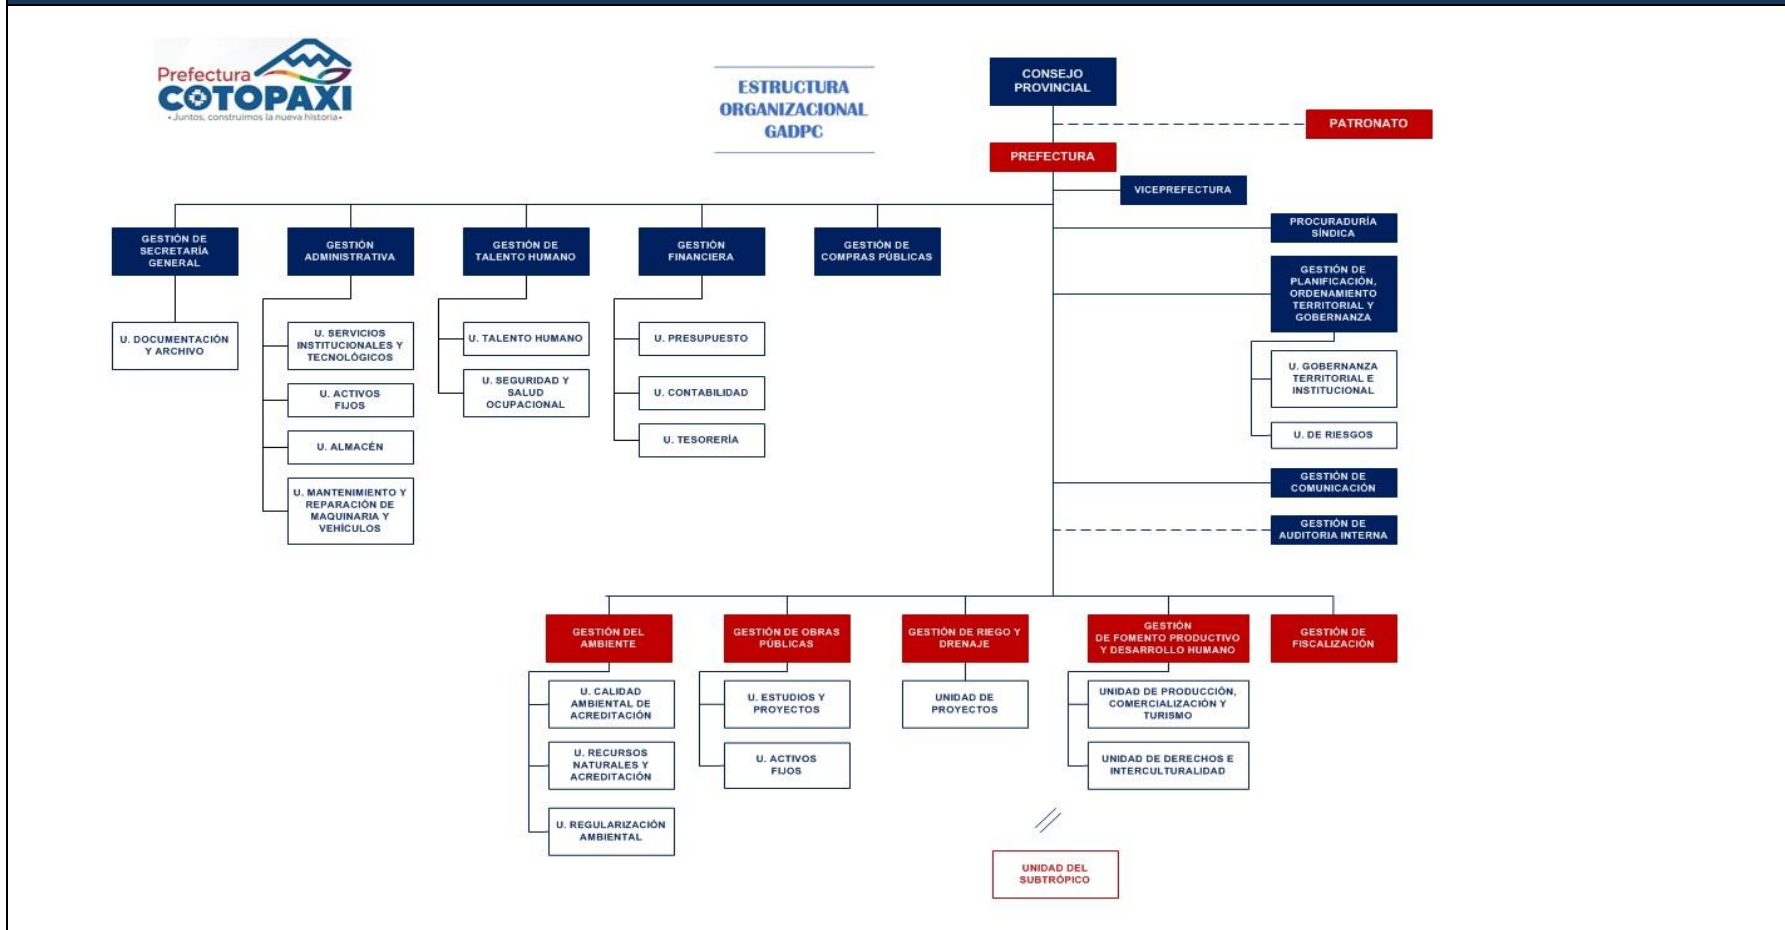 Prefectura
COTOPAXI
• Juntos, construimos la nueva historia •
ESTRUCTURA
ORGANIZACIONAL
GADPC
CONSEJO
PROVINCIAL
PATRONATO
PREFECTURA
VICEPREFECTURA
GESTIÓN DE
SECRETARÍA
GENERAL
GESTIÓN
ADMINISTRATIVA
GESTIÓN DE
TALENTO HUMANO
GESTIÓN
FINANCIERA
GESTIÓN DE
COMPRAS PÚBLICAS
PROCURADURÍA
SÍNDICA
GESTIÓN DE
PLANIFICACIÓN,
ORDENAMIENTO
TERRITORIAL Y
GOBERNANZA
U. DOCUMENTACIÓN
Y ARCHIVO
U. SERVICIOS
INSTITUCIONALES Y
TECNOLÓGICOS
U. ACTIVOS
FIJOS
U. ALMACÉN
U. MANTENIMIENTO Y
REPARACIÓN DE
MAQUINARIA Y
VEHÍCULOS
U. TALENTO HUMANO
U. SEGURIDAD Y
SALUD
OCUPACIONAL
U. PRESUPUESTO
U. CONTABILIDAD
U. TESORERÍA
U. GOBERNANZA
TERRITORIAL E
INSTITUCIONAL
U. DE RIESGOS
GESTIÓN DE
COMUNICACIÓN
GESTIÓN DE
AUDITORIA INTERNA
GESTIÓN DEL
AMBIENTE
GESTIÓN DE OBRAS
PÚBLICAS
GESTIÓN DE RIEGO Y
DRENAJE
GESTIÓN
DE FOMENTO PRODUCTIVO
Y DESARROLLO HUMANO
GESTIÓN DE
FISCALIZACIÓN
U. CALIDAD
AMBIENTAL DE
ACREDITACIÓN
U. RECURSOS
NATURALES Y
ACREDITACIÓN
U. REGULARIZACIÓN
AMBIENTAL
U. ESTUDIOS Y
PROYECTOS
U. ACTIVOS
FIJOS
UNIDAD DE
PROYECTOS
UNIDAD DE PRODUCCIÓN,
COMERCIALIZACIÓN Y
TURISMO
UNIDAD DE DERECHOS E
INTERCULTURALIDAD
UNIDAD DEL
SUBTRÓPICO